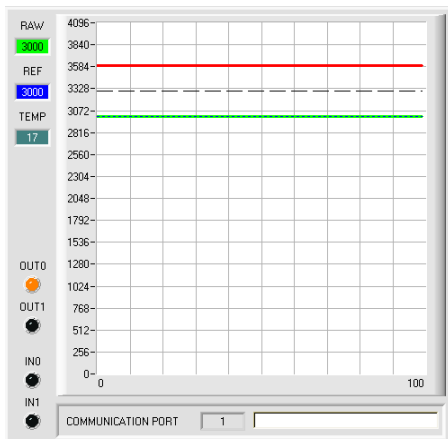 RAW
3000
REF
3000
TEMP
17
OUT0
OUT1
IN0
IN1
4096
3840
3584
3328
3072
2816
2560
2304
2048
1792
1536
1280
1024
768
512
256
0
0 100
COMMUNICATION PORT 1